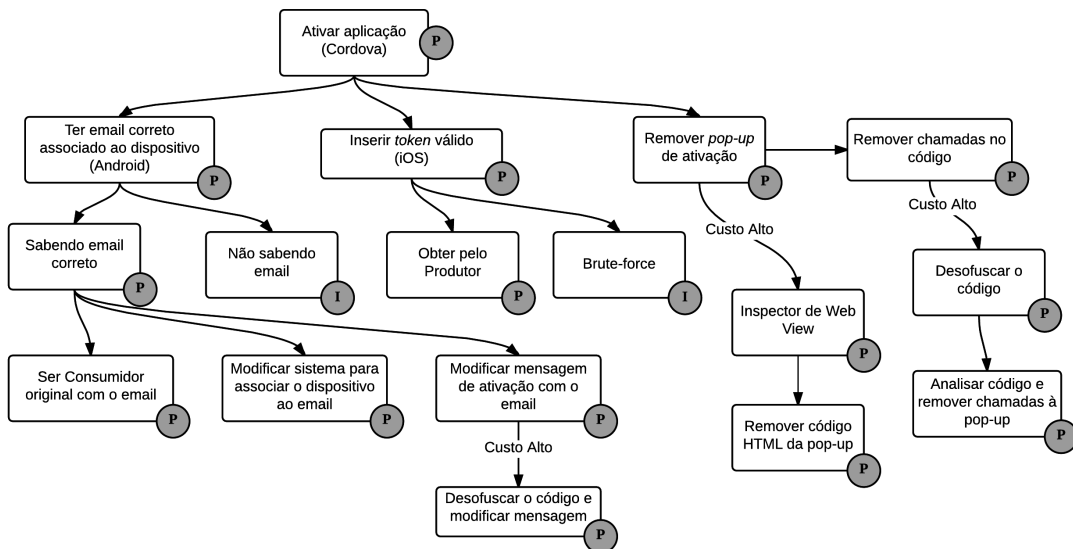 Ativar aplicação
(Cordova)
P
Ter email correto
associado ao dispositivo
(Android)
P
Inserir token válido
(iOS)
P
Remover pop-up
de ativação
P
Remover chamadas no
código
P
Custo Alto
Custo Alto
Sabendo email
correto
P
Não sabendo
email
I
Obter pelo
Produtor
P
Brute-force
I
Desofuscar o
código
P
Inspector de Web
View
P
Ser Consumidor
original com o email
P
Modificar sistema para
associar o dispositivo
ao email
P
Modificar mensagem
de ativação com o
email
P
Analisar código e
remover chamadas à
pop-up
P
Remover código
HTML da pop-up
P
Custo Alto
Desofuscar o código e
modificar mensagem
P